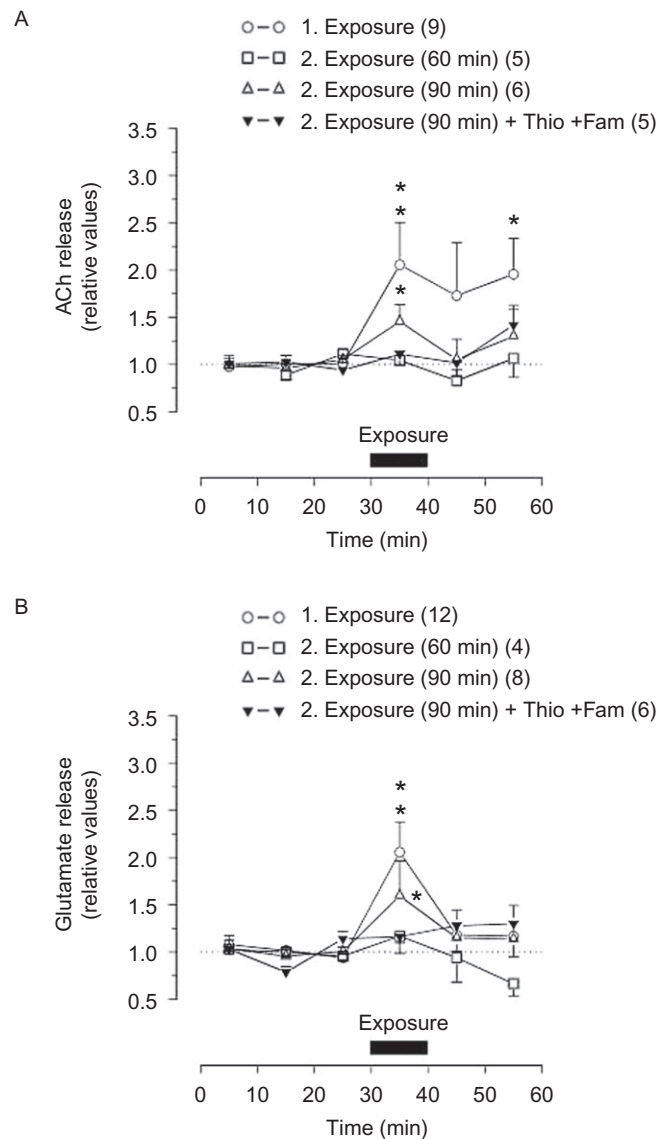 A
1. Exposure (9)
2. Exposure (60 min) (5)
2. Exposure (90 min) (6)
2. Exposure (90 min) + Thio +Fam (5)
3.5
3.0
2.5
2.0
1.5
1.0
0.5
ACh release
(relative values)
*
*
*
*
Exposure
0 10 20 30 40 50 60
Time (min)
B
1. Exposure (12)
2. Exposure (60 min) (4)
2. Exposure (90 min) (8)
2. Exposure (90 min) + Thio +Fam (6)
3.5
3.0
2.5
2.0
1.5
1.0
0.5
Glutamate release
(relative values)
*
*
*
Exposure
0 10 20 30 40 50 60
Time (min)